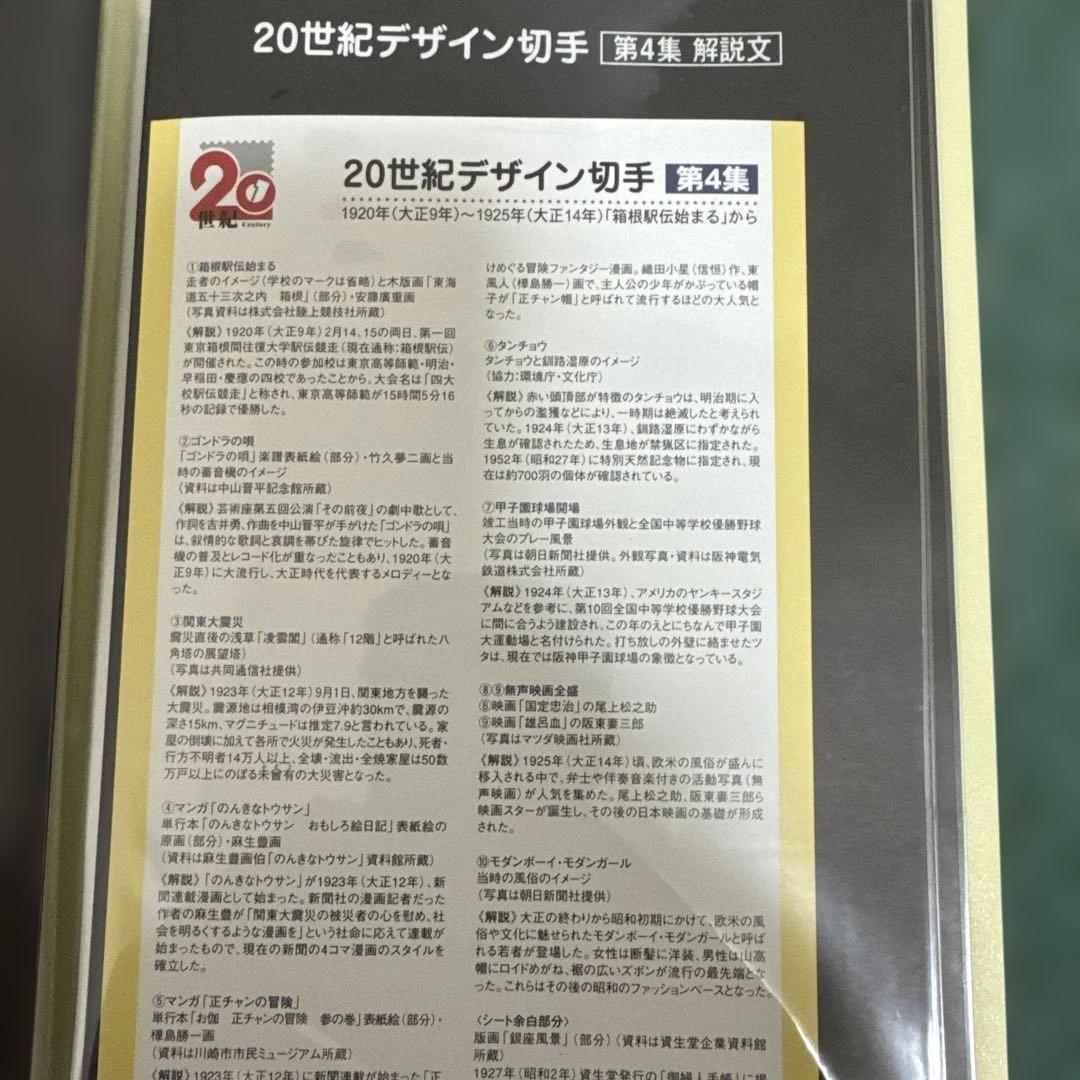 20世紀デザイン切手 第4集 解説文
20世紀 Century
20世紀デザイン切手 第4集
1920年(大正9年)～1925年(大正14年)「箱根駅伝始まる」から
①箱根駅伝始まる
走者のイメージ(学校のマークは省略)と木版画「東海
道五十三次之内　箱根」(部分)・安藤廣重画
(写真資料は株式会社陸上競技社所蔵)
《解説》1920年(大正9年)2月14、15の両日、第一回
東京箱根間往復大学駅伝競走(現在通称:箱根駅伝)
が開催された。この時の参加校は東京高等師範・明治・
早稲田・慶應の四校であったことから、大会名は「四大
校駅伝競走」と称され、東京高等師範が15時間5分16
秒の記録で優勝した。
②ゴンドラの唄
「ゴンドラの唄」楽譜表紙絵(部分)・竹久夢二画と当
時の蓄音機のイメージ
(資料は中山晋平記念館所蔵)
《解説》芸術座第五回公演「その前夜」の劇中歌として、
作詞を吉井勇、作曲を中山晋平が手がけた「ゴンドラの唄」
は、叙情的な歌詞と哀調を帯びた旋律でヒットした。蓄音
機の普及とレコード化が重なったこともあり、1920年(大
正9年)に大流行し、大正時代を代表するメロディーとな
った。
③関東大震災
震災直後の浅草「凌雲閣」(通称「12階」と呼ばれた八
角塔の展望塔)
(写真は共同通信社提供)
《解説》1923年(大正12年)9月1日、関東地方を襲った
大震災。震源地は相模湾の伊豆沖約30kmで、震源の
深さ15km、マグニチュードは推定7.9と言われている。家
屋の倒壊に加えて各所で火災が発生したこともあり、死者・
行方不明者14万人以上、全壊・流出・全焼家屋は50数
万戸以上にのぼる未曾有の大災害となった。
④マンガ「のんきなトウサン」
単行本「のんきなトウサン　おもしろ絵日記」表紙絵の
原画(部分)・麻生豊画
(資料は麻生豊画伯「のんきなトウサン」資料館所蔵)
《解説》「のんきなトウサン」が1923年(大正12年)、新
聞連載漫画として始まった。新聞社の漫画記者だった
作者の麻生豊が「関東大震災の被災者の心を慰め、社
会を明るくするような漫画を」という社命に応えて連載が
始まったもので、現在の新聞の4コマ漫画のスタイルを
確立した。
⑤マンガ「正チャンの冒険」
単行本「お伽　正チャンの冒険　参の巻」表紙絵(部分)・
樺島勝一画
(資料は川崎市市民ミュージアム所蔵)
《解説》1923年(大正12年)に新聞連載が始まった「正
けめぐる冒険ファンタジー漫画。織田小星(信恒)作、東
風人(樺島勝一)画で、主人公の少年がかぶっている帽
子が「正チャン帽」と呼ばれて流行するほどの大人気と
なった。
⑥タンチョウ
タンチョウと釧路湿原のイメージ
(協力:環境庁・文化庁)
《解説》赤い頭頂部が特徴のタンチョウは、明治期に入
ってからの濫獲などにより、一時期は絶滅したと考えられ
ていた。1924年(大正13年)、釧路湿原にわずかながら
生息が確認されたため、生息地が禁猟区に指定された。
1952年(昭和27年)に特別天然記念物に指定され、現
在は約700羽の個体が確認されている。
⑦甲子園球場開場
竣工当時の甲子園球場外観と全国中等学校優勝野球
大会のプレー風景
(写真は朝日新聞社提供。外観写真・資料は阪神電気
鉄道株式会社所蔵)
《解説》1924年(大正13年)、アメリカのヤンキースタジ
アムなどを参考に、第10回全国中等学校優勝野球大会
に間に合うよう建設され、この年のえとにちなんで甲子園
大運動場と名付けられた。打ち放しの外壁に絡ませたツ
タは、現在では阪神甲子園球場の象徴となっている。
⑧⑨無声映画全盛
⑧映画「国定忠治」の尾上松之助
⑨映画「雄呂血」の阪東妻三郎
(写真はマツダ映画社所蔵)
《解説》1925年(大正14年)頃、欧米の風俗が盛んに
移入される中で、弁士や伴奏音楽付きの活動写真(無
声映画)が人気を集めた。尾上松之助、阪東妻三郎ら
映画スターが誕生し、その後の日本映画の基礎が形成
された。
⑩モダンボーイ・モダンガール
当時の風俗のイメージ
(写真は朝日新聞社提供)
《解説》大正の終わりから昭和初期にかけて、欧米の風
俗や文化に魅せられたモダンボーイ・モダンガールと呼ば
れる若者が登場した。女性は断髪に洋装、男性は山高
帽にロイドめがね、裾の広いズボンが流行の最先端とな
った。これらはその後の昭和のファッションベースとなった。
〈シート余白部分〉
版画「銀座風景」(部分)(資料は資生堂企業資料館
所蔵)
1927年(昭和2年)資生堂発行の「御婦人手帳」に掲